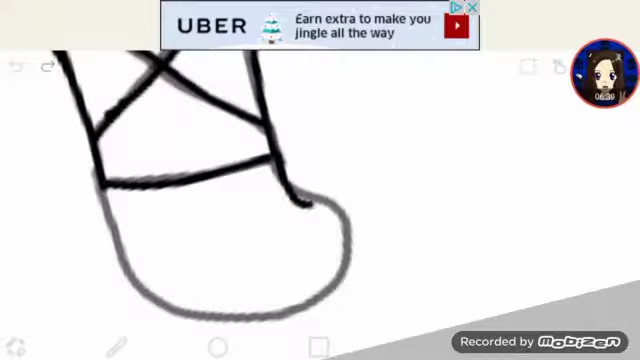 UBER
Earn extra to make you
jingle all the way
06:39
Recorded by mobizen